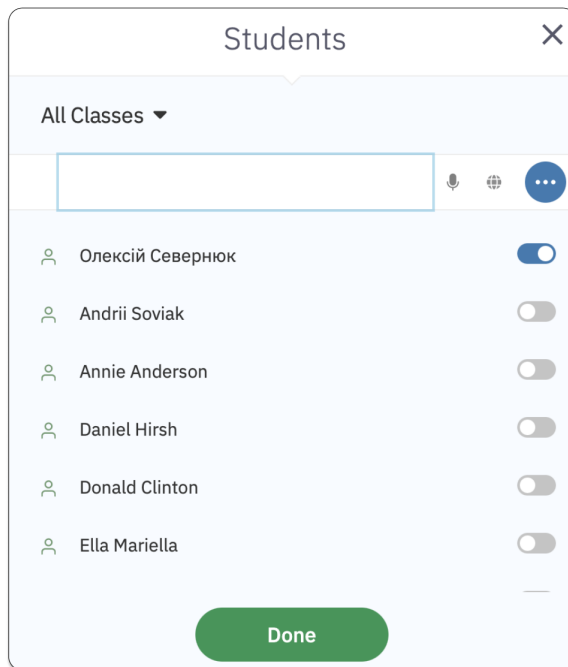 Students
All Classes
Олексій Севернюк
Andrii Soviak
Annie Anderson
Daniel Hirsh
Donald Clinton
Ella Mariella
Done